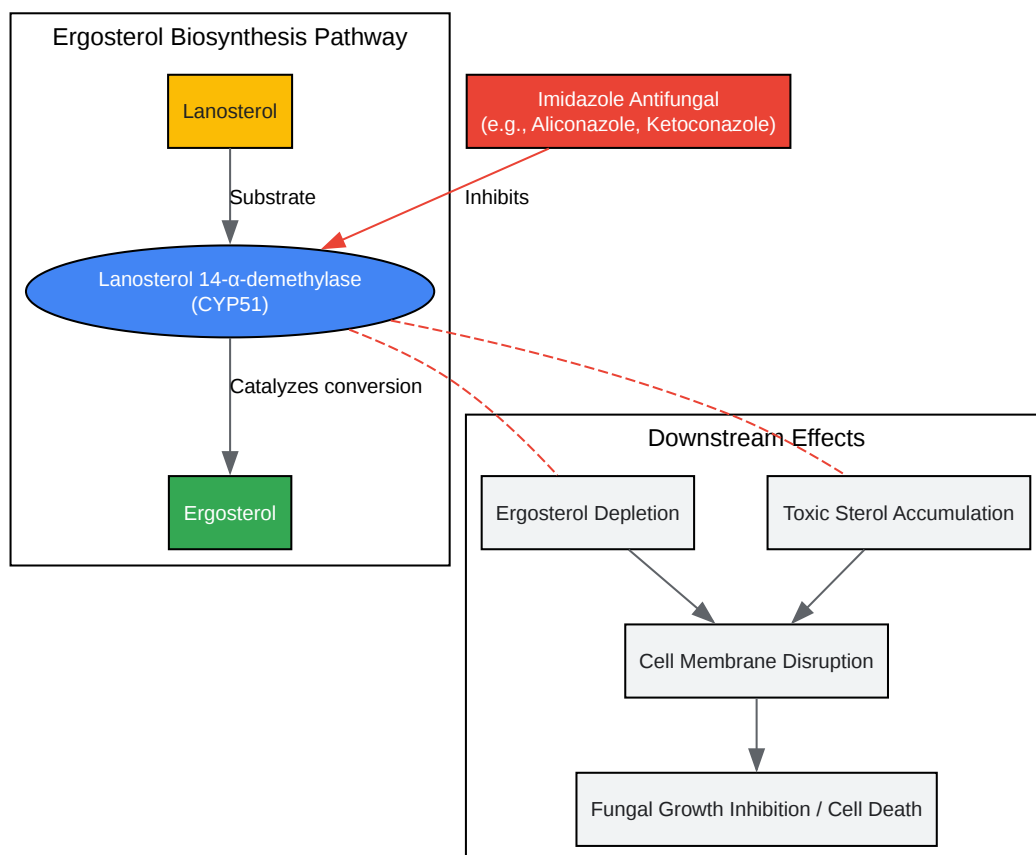 Ergosterol Biosynthesis Pathway
Lanosterol
Imidazole Antifungal
(e.g., Aliconazole, Ketoconazole)
Substrate
Inhibits
Lanosterol 14-α-demethylase
(CYP51)
Catalyzes conversion
Ergosterol
Downstream Effects
Ergosterol Depletion
Toxic Sterol Accumulation
Cell Membrane Disruption
Fungal Growth Inhibition / Cell Death